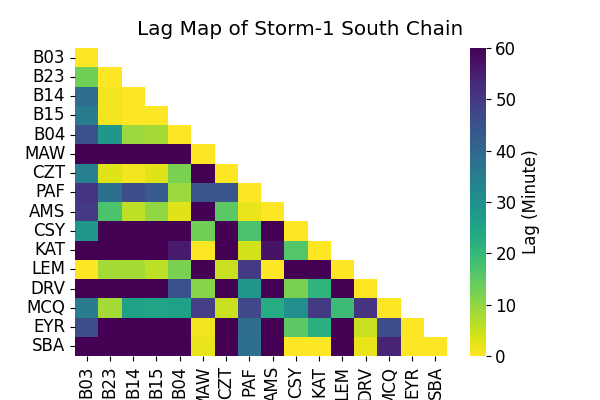 Lag Map of Storm-1 South Chain
B03
B23
B14
B15
B04
MAW
CZT
PAF
AMS
CSY
KAT
LEM
DRV
MCQ
EYR
SBA
B03 B23 B14 B15 B04 MAW CZT PAF AMS CSY KAT LEM DRV MCQ EYR SBA
60
50
40
30
20
10
0
Lag (Minute)